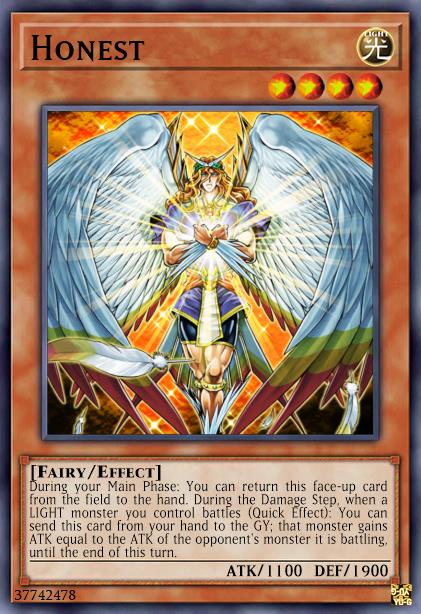 Honest
LIGHT
光
[Fairy/Effect]
During your Main Phase: You can return this face-up card
from the field to the hand. During the Damage Step, when a
LIGHT monster you control battles (Quick Effect): You can
send this card from your hand to the GY; that monster gains
ATK equal to the ATK of the opponent's monster it is battling,
until the end of this turn.
ATK/1100 DEF/1900
37742478